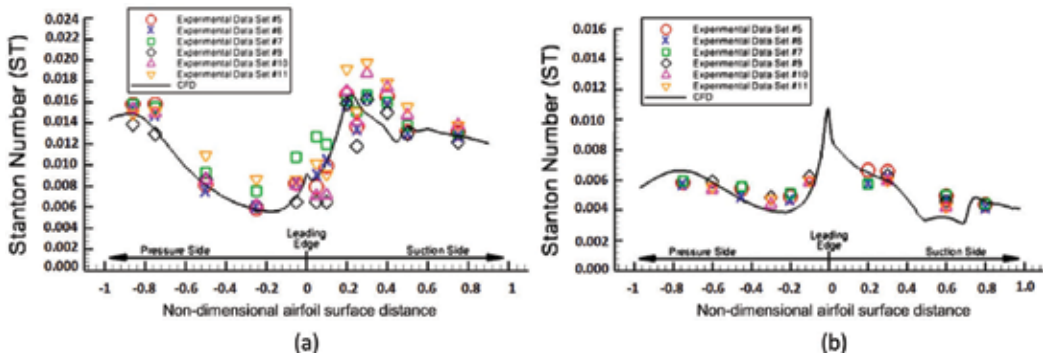 Stanton Number (ST)
0.024
0.022
0.020
0.018
0.016
0.014
0.012
0.010
0.008
0.006
0.004
0.002
0.000
Experimental Data Set #5
Experimental Data Set #6
Experimental Data Set #7
Experimental Data Set #9
Experimental Data Set #10
Experimental Data Set #11
CFD
Leading
Edge
Pressure Side
Suction Side
-1 -0.8 -0.6 -0.4 -0.2 0 0.2 0.4 0.6 0.8 1
Non-dimensional airfoil surface distance
(a)
Stanton Number (ST)
0.016
0.014
0.012
0.010
0.008
0.006
0.004
0.002
0.000
Experimental Data Set #5
Experimental Data Set #6
Experimental Data Set #7
Experimental Data Set #9
Experimental Data Set #10
Experimental Data Set #11
CFD
Leading
Edge
Pressure Side
Suction Side
-1 -0.8 -0.6 -0.4 -0.2 0 0.2 0.4 0.6 0.8 1.0
Non-dimensional airfoil surface distance
(b)